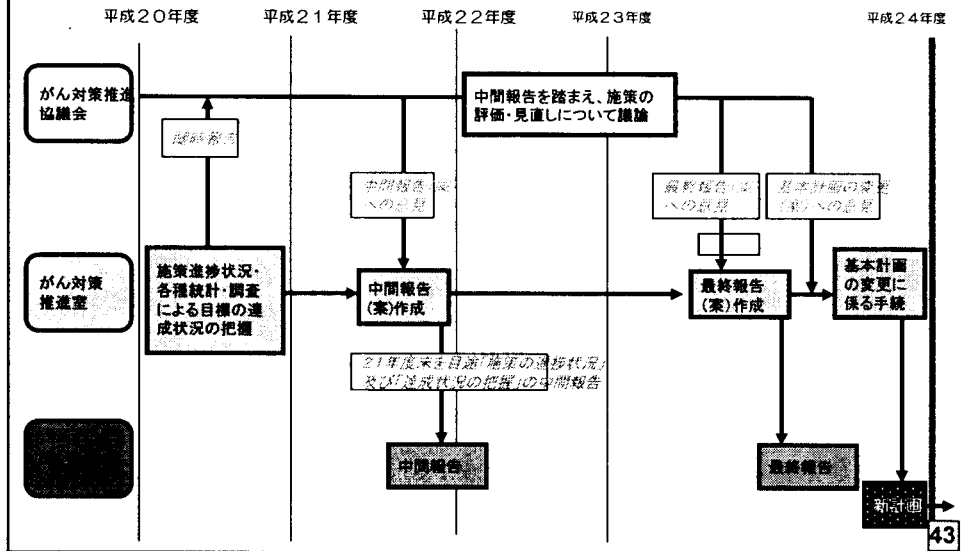 平成20年度
平成21年度
平成22年度
平成23年度
平成24年度
がん対策推進
協議会
中間報告を踏まえ、施策の
評価・見直しについて議論
随時報告
中間報告(案)
への意見
最終報告(案)
への意見
基本計画の変更
(案)への意見
がん対策
推進室
施策進捗状況・
各種統計・調査
による目標の達
成状況の把握
中間報告
(案)作成
最終報告
(案)作成
基本計画
の変更に
係る手続
21年度末を目途「施策の進捗状況」
及び「達成状況の把握」の中間報告
中間報告
最終報告
新計画
43